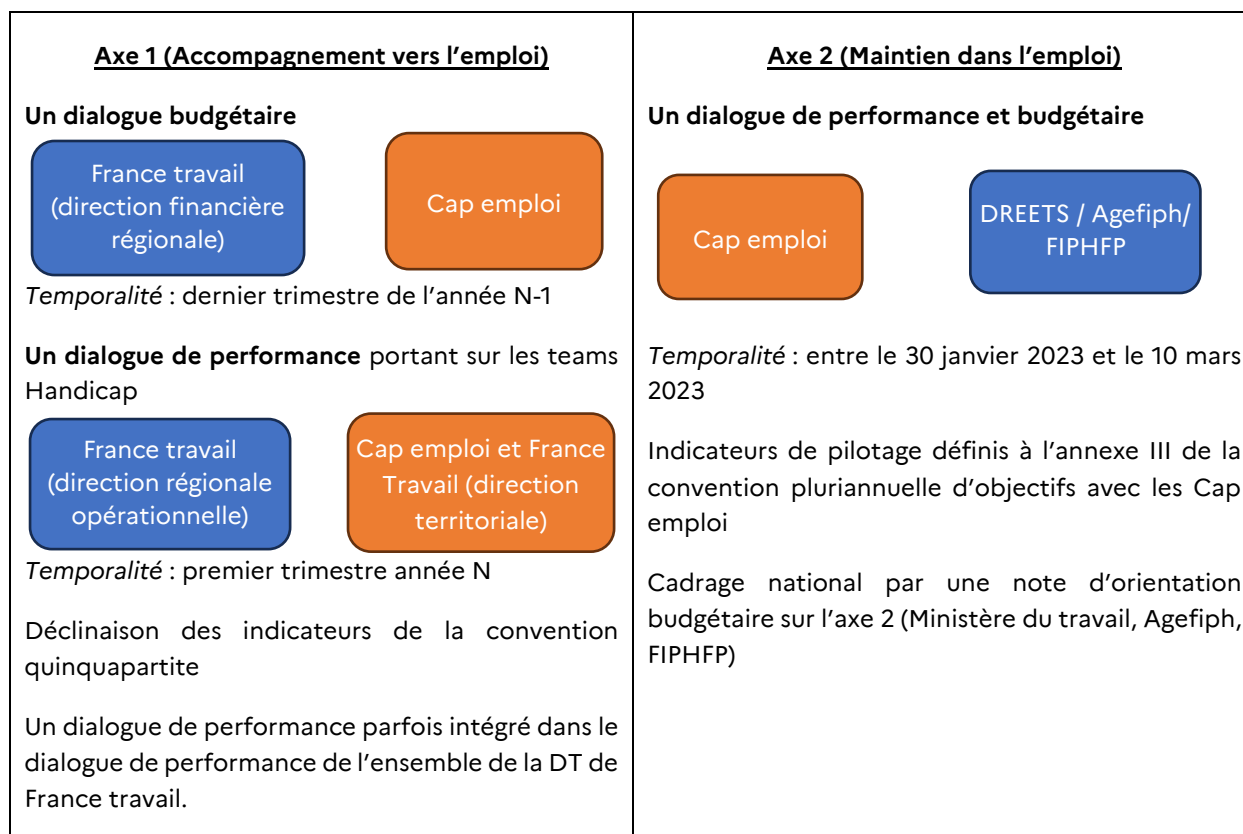 Axe 1 (Accompagnement vers l’emploi)
Un dialogue budgétaire
France travail
(direction financière
régionale)
Cap emploi
Temporalité : dernier trimestre de l’année N-1
Un dialogue de performance portant sur les teams
Handicap
France travail
(direction régionale
opérationnelle)
Cap emploi et France
Travail (direction
territoriale)
Temporalité : premier trimestre année N
Déclinaison des indicateurs de la convention
quinquapartite
Un dialogue de performance parfois intégré dans le
dialogue de performance de l’ensemble de la DT de
France travail.
Axe 2 (Maintien dans l’emploi)
Un dialogue de performance et budgétaire
Cap emploi
DREETS / Agefiph/
FIPHFP
Temporalité : entre le 30 janvier 2023 et le 10 mars
2023
Indicateurs de pilotage définis à l’annexe III de la
convention pluriannuelle d’objectifs avec les Cap
emploi
Cadrage national par une note d’orientation
budgétaire sur l’axe 2 (Ministère du travail, Agefiph,
FIPHFP)